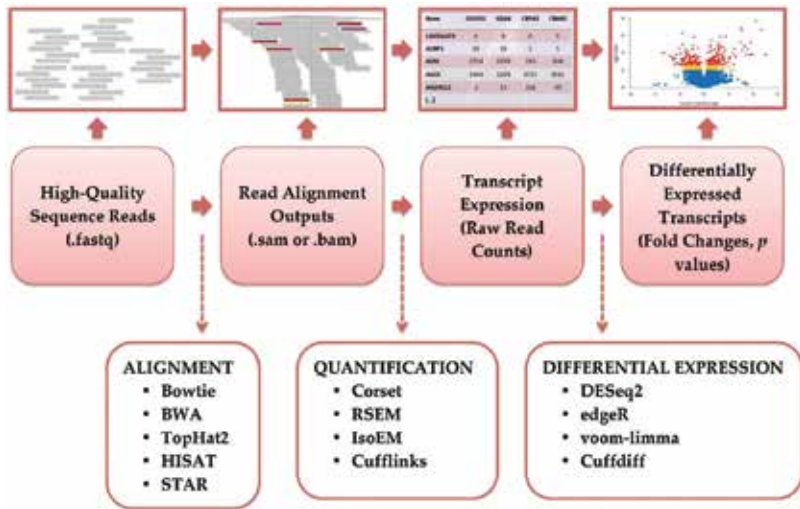 High-Quality
Sequence Reads
(.fastq)
Read Alignment
Outputs
(.sam or .bam)
Transcript
Expression
(Raw Read
Counts)
Differentially
Expressed
Transcripts
(Fold Changes, p
values)
ALIGNMENT
• Bowtie
• BWA
• TopHat2
• HISAT
• STAR
QUANTIFICATION
• Corset
• RSEM
• IsoEM
• Cufflinks
DIFFERENTIAL EXPRESSION
• DESeq2
• edgeR
• voom-limma
• Cuffdiff